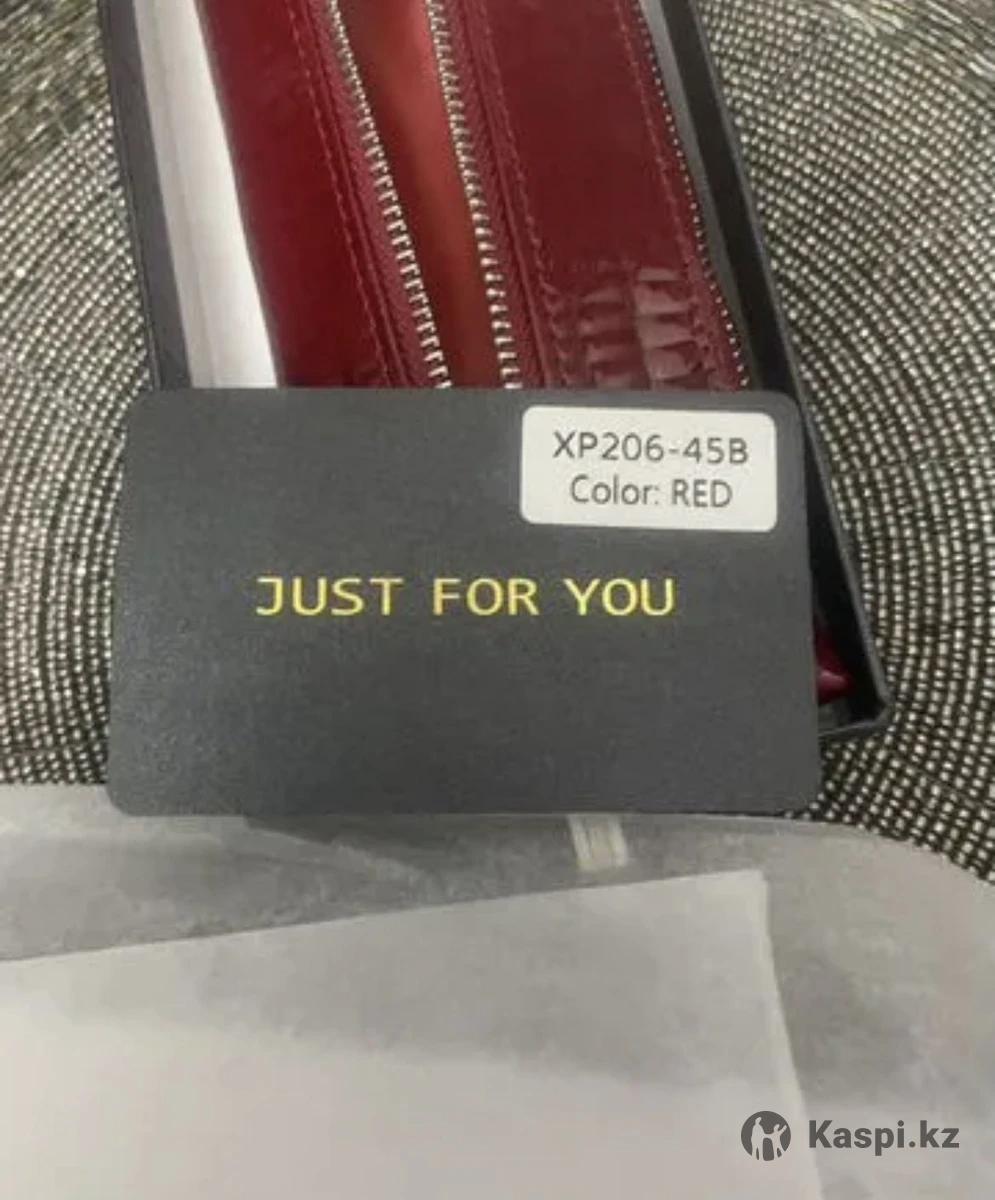 XP206-45B
Color: RED
JUST FOR YOU
Kaspi.kz